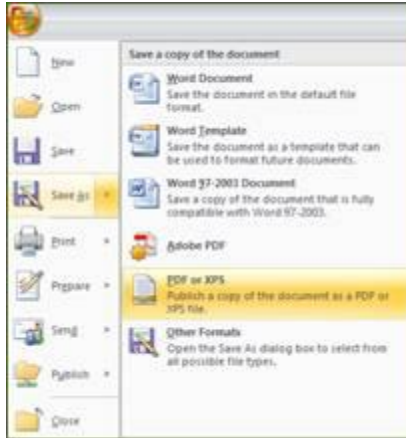 New
Open
Save
Save As
Print
Prepare
Send
Publish
Close
Save a copy of the document
Word Document
Save the document in the default file
format.
Word Template
Save the document as a template that can
be used to format future documents.
Word 97-2003 Document
Save a copy of the document that is fully
compatible with Word 97-2003.
Adobe PDF
PDF or XPS
Publish a copy of the document as a PDF or
XPS file.
Other Formats
Open the Save As dialog box to select from
all possible file types.